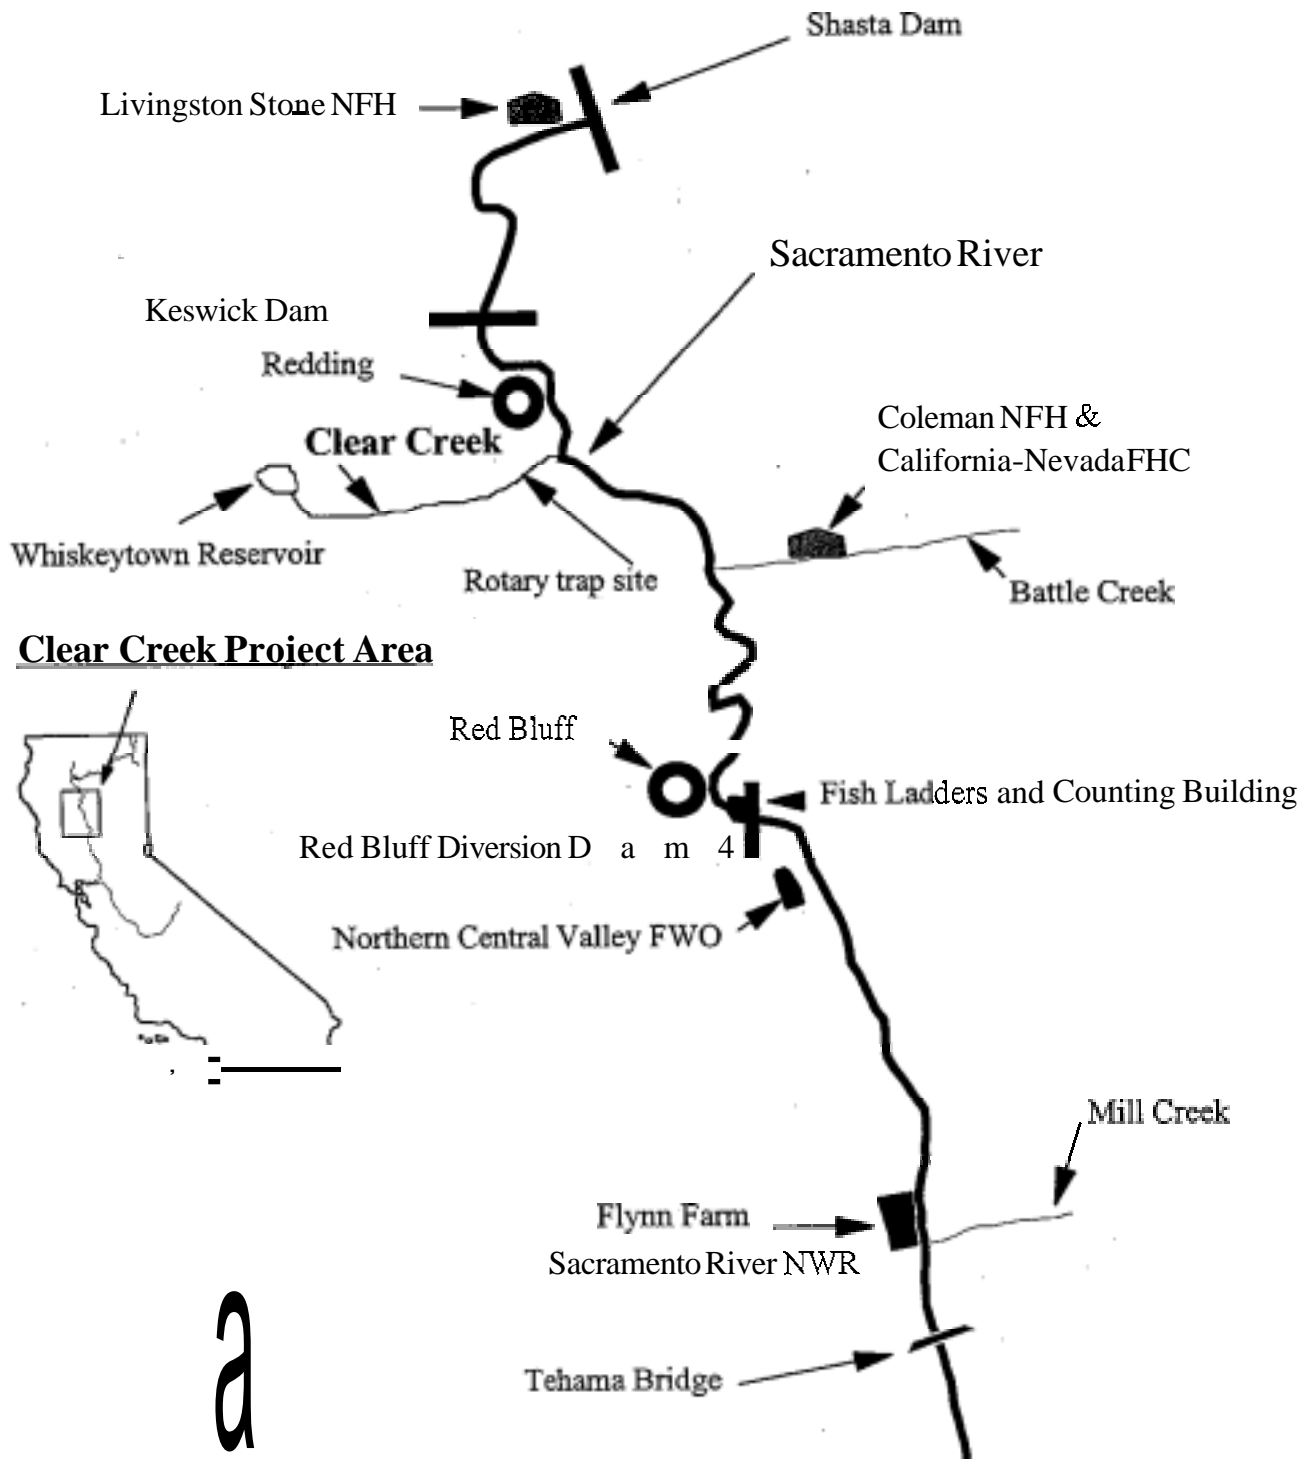 Shasta Dam
Livingston Stone NFH
Sacramento River
Keswick Dam
Redding
Coleman NFH &
California-Nevada FHC
Clear Creek
Whiskeytown Reservoir
Rotary trap site
Battle Creek
Clear Creek Project Area
Red Bluff
Fish Ladders and Counting Building
Red Bluff Diversion D a m 4
Northern Central Valley FWO
Mill Creek
Flynn Farm
Sacramento River NWR
Tehama Bridge
a